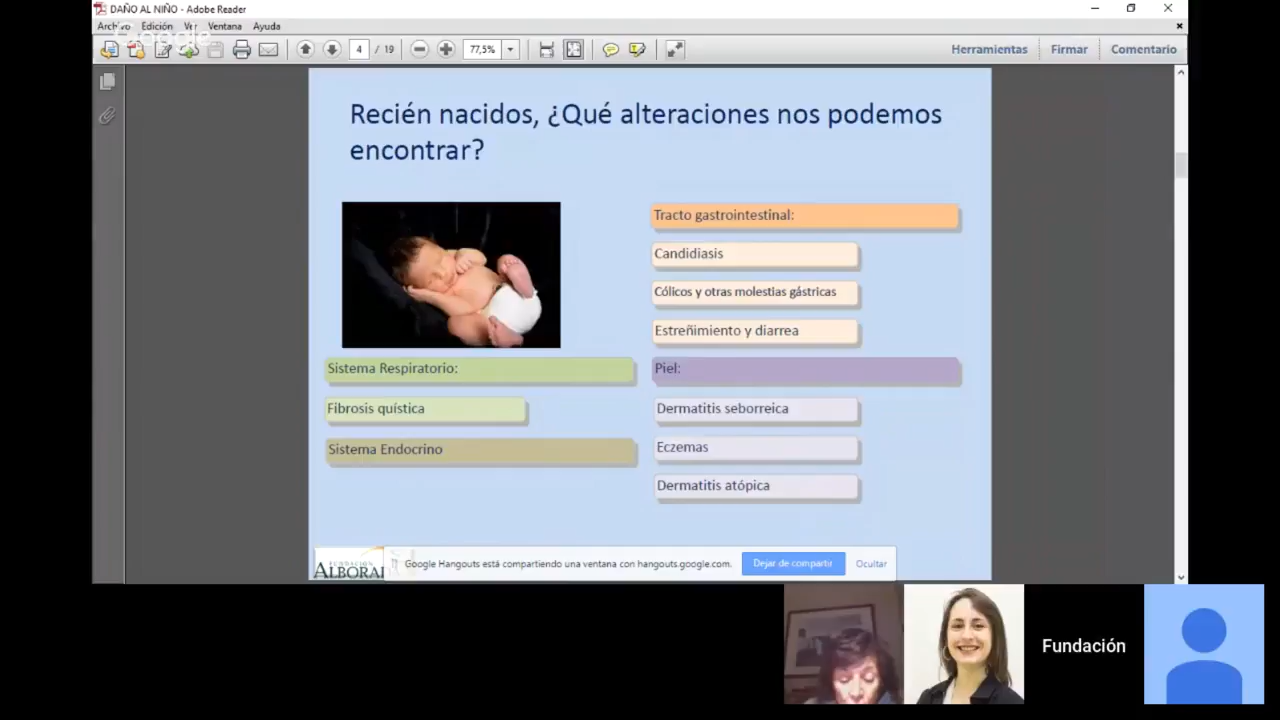 DAÑO AL NIÑO - Adobe Reader
Archivo Edición Ver Ventana Ayuda
Google
4 / 19
77,5%
Herramientas Firmar Comentario
Recién nacidos, ¿Qué alteraciones nos podemos
encontrar?
Tracto gastrointestinal:
Candidiasis
Cólicos y otras molestias gástricas
Estreñimiento y diarrea
Sistema Respiratorio:
Fibrosis quística
Sistema Endocrino
Piel:
Dermatitis seborreica
Eczemas
Dermatitis atópica
FUNDACIÓN
ALBORA
Google Hangouts está compartiendo una ventana con hangouts.google.com.
Dejar de compartir
Ocultar
Fundación